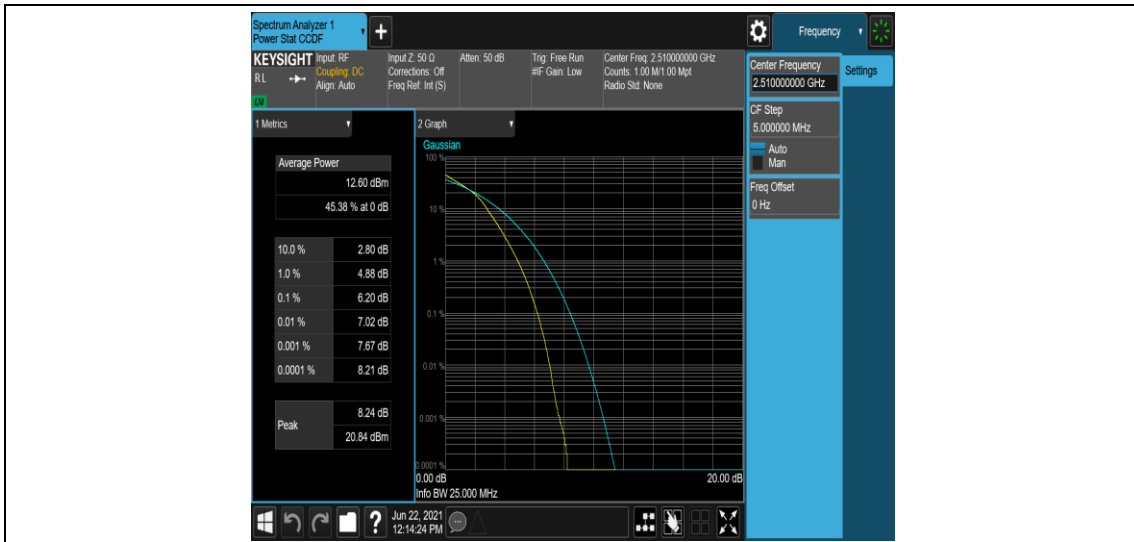 Spectrum Analyzer 1
Power Stat CCDF
Frequency
KEYSIGHT
RL
LXI
Input: RF
Coupling: DC
Align: Auto
Input Z: 50 Ω
Corrections: Off
Freq Ref: Int (S)
Atten: 50 dB
Trig: Free Run
#IF Gain: Low
Center Freq: 2.510000000 GHz
Counts: 1.00 M/1.00 Mpt
Radio Std: None
Center Frequency
2.510000000 GHz
Settings
CF Step
5.000000 MHz
Auto
Man
Freq Offset
0 Hz
1 Metrics
Average Power
12.60 dBm
45.38 % at 0 dB
10.0 % 2.80 dB
1.0 % 4.88 dB
0.1 % 6.20 dB
0.01 % 7.02 dB
0.001 % 7.67 dB
0.0001 % 8.21 dB
Peak
8.24 dB
20.84 dBm
2 Graph
Gaussian
100 %
10 %
1 %
0.1 %
0.01 %
0.001 %
0.0001 %
0.00 dB 20.00 dB
Info BW 25.000 MHz
Jun 22, 2021
12:14:24 PM